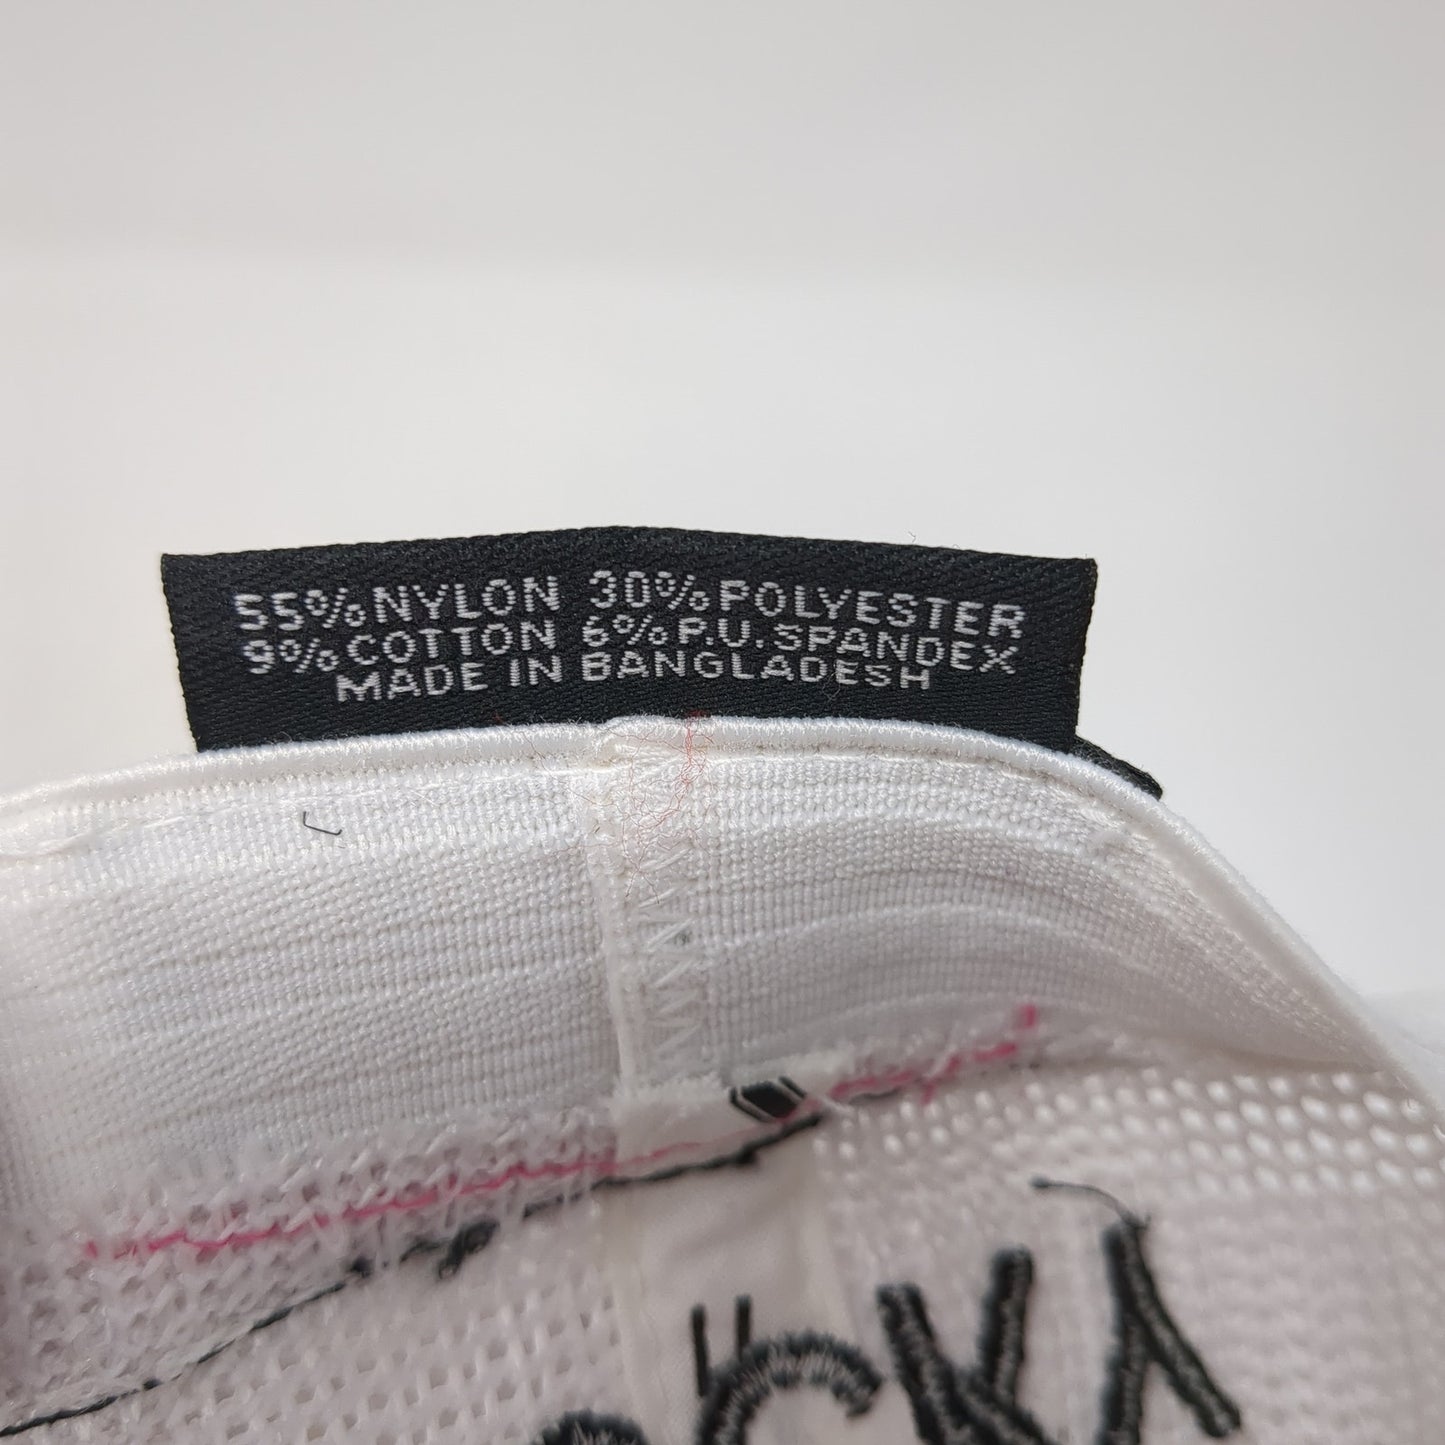 55% NYLON 30% POLYESTER
9% COTTON 6% P.U. SPANDEX
MADE IN BANGLADESH